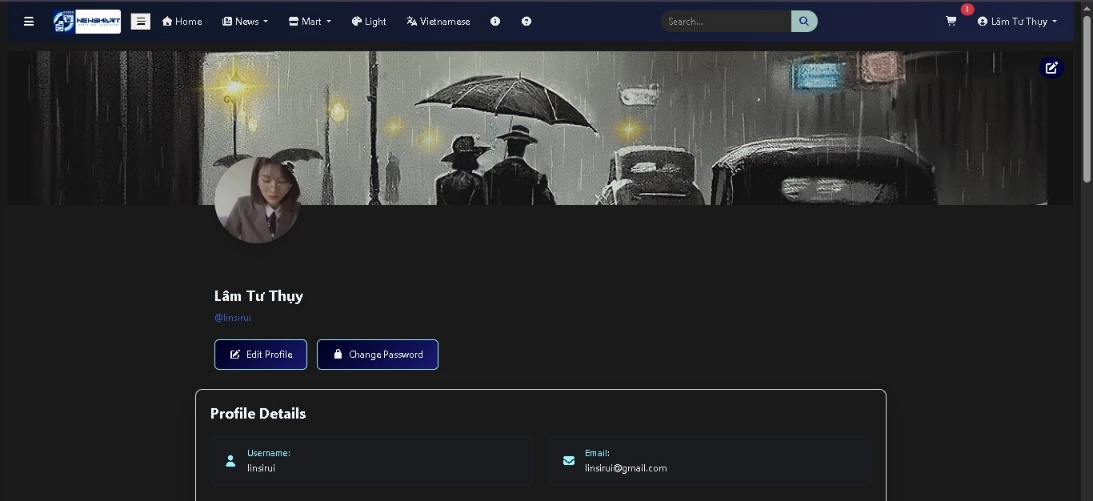 NEWSMART
Home
News
Mart
Light
Vietnamese
Search...
3
Lâm Tư Thụy
Lâm Tư Thụy
@linsirui
Edit Profile
Change Password
Profile Details
Username:
linsirui
Email:
linsirui@gmail.com